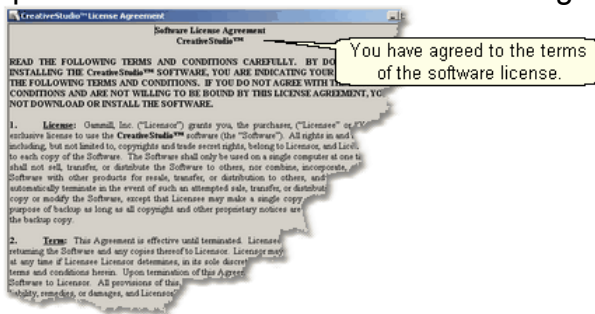 CreativeStudio™ License Agreement
Software License Agreement
CreativeStudio™
You have agreed to the terms
of the software license.
READ THE FOLLOWING TERMS AND CONDITIONS CAREFULLY. BY DO
INSTALLING THE CreativeStudio™ SOFTWARE, YOU ARE INDICATING YOUR
THE FOLLOWING TERMS AND CONDITIONS. IF YOU DO NOT AGREE WITH T
CONDITIONS AND ARE NOT WILLING TO BE BOUND BY THIS LICENSE AGREEMENT, YO
NOT DOWNLOAD OR INSTALL THE SOFTWARE.
1. License: Gammill, Inc. ("Licensor") grants you, the purchaser, ("Licensee" or
exclusive license to use the CreativeStudio™ software (the "Software"). All rights in and
including, but not limited to, copyrights and trade secret rights, belong to Licensor, and
to each copy of the Software. The Software shall only be used on a single computer at one ti
shall not sell, transfer, or distribute the Software to others, nor combine, incorporate,
Software with other products for resale, transfer, or distribution to others, and
automatically terminate in the event of such an attempted sale, transfer, or distribut
copy or modify the Software, except that Licensee may make a single copy
purpose of backup as long as all copyright and other proprietary notices are
the backup copy.
2. Term: This Agreement is effective until terminated. Licensee
returning the Software and any copies thereof to Licensor. Licensor may
at any time if Licensee Licensor determines, in its sole discret
terms and conditions herein. Upon termination of this Agree
Software to Licensor. All provisions of this
liability, remedies, or damages, and Licensor'